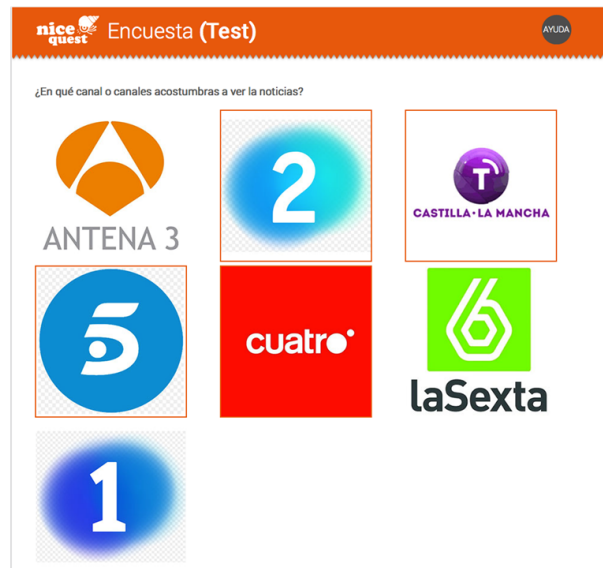 nice quest Encuesta (Test)
AYUDA
¿En qué canal o canales acostumbras a ver la noticias?
ANTENA 3
2
T
CASTILLA-LA MANCHA
5
cuatro
6
laSexta
1